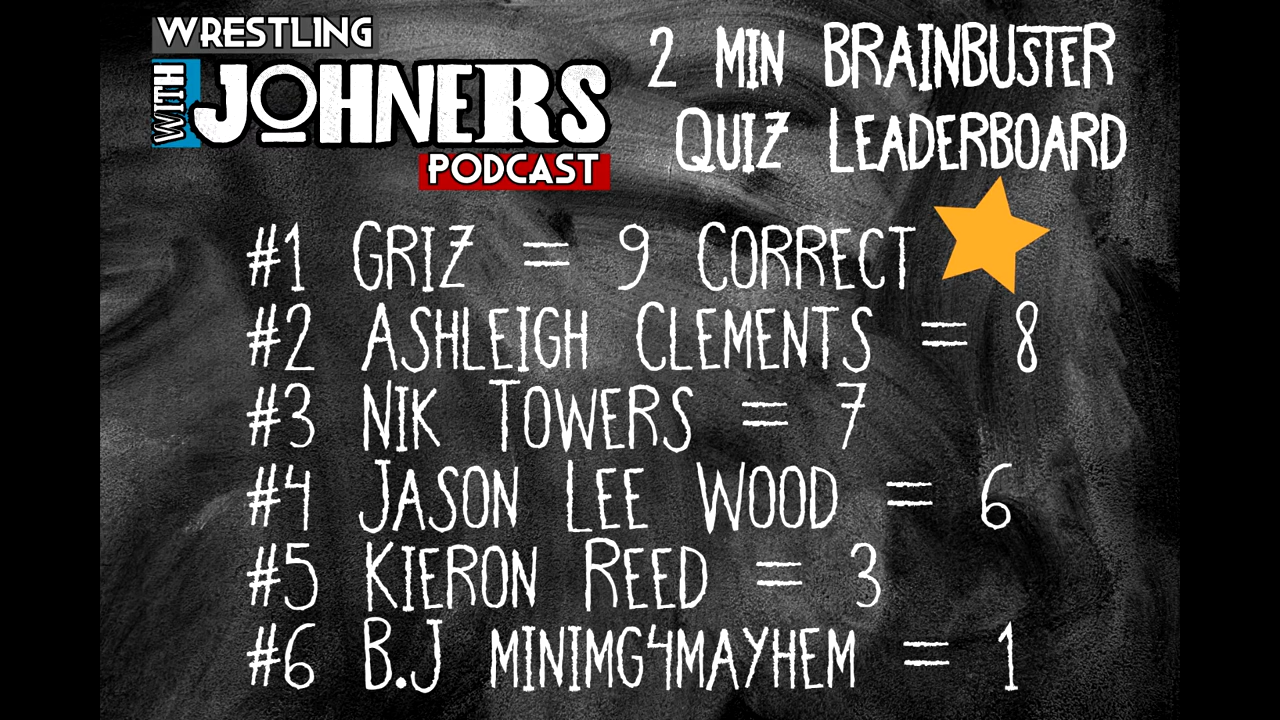 WRESTLING
WITH JOHNERS
PODCAST
2 MIN BRAINBUSTER
QUIZ LEADERBOARD
#1 GRIZ = 9 CORRECT
#2 ASHLEIGH CLEMENTS = 8
#3 NIK TOWERS = 7
#4 JASON LEE WOOD = 6
#5 KIERON REED = 3
#6 B.J MINIMG4MAYHEM = 1